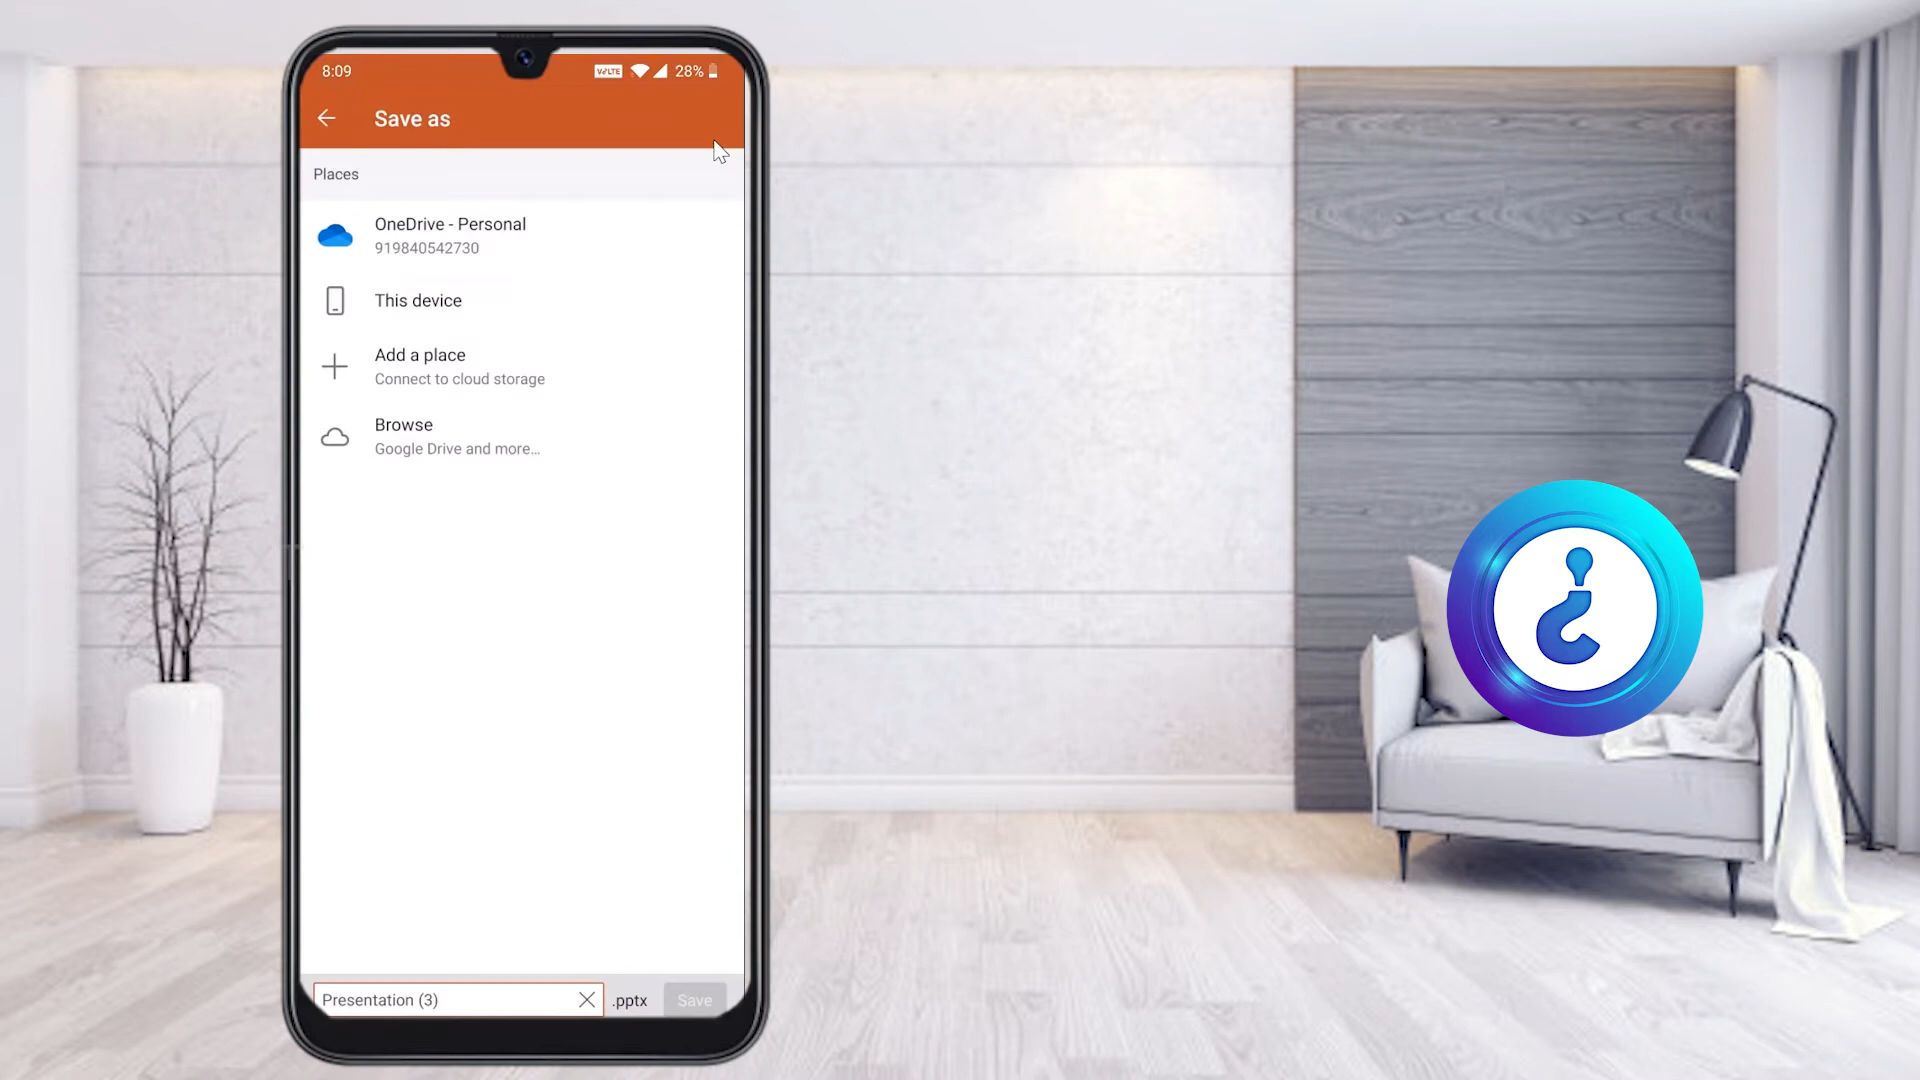 8:09
VoLTE 28%
Save as
Places
OneDrive - Personal
919840542730
This device
Add a place
Connect to cloud storage
Browse
Google Drive and more...
Presentation (3) .pptx Save